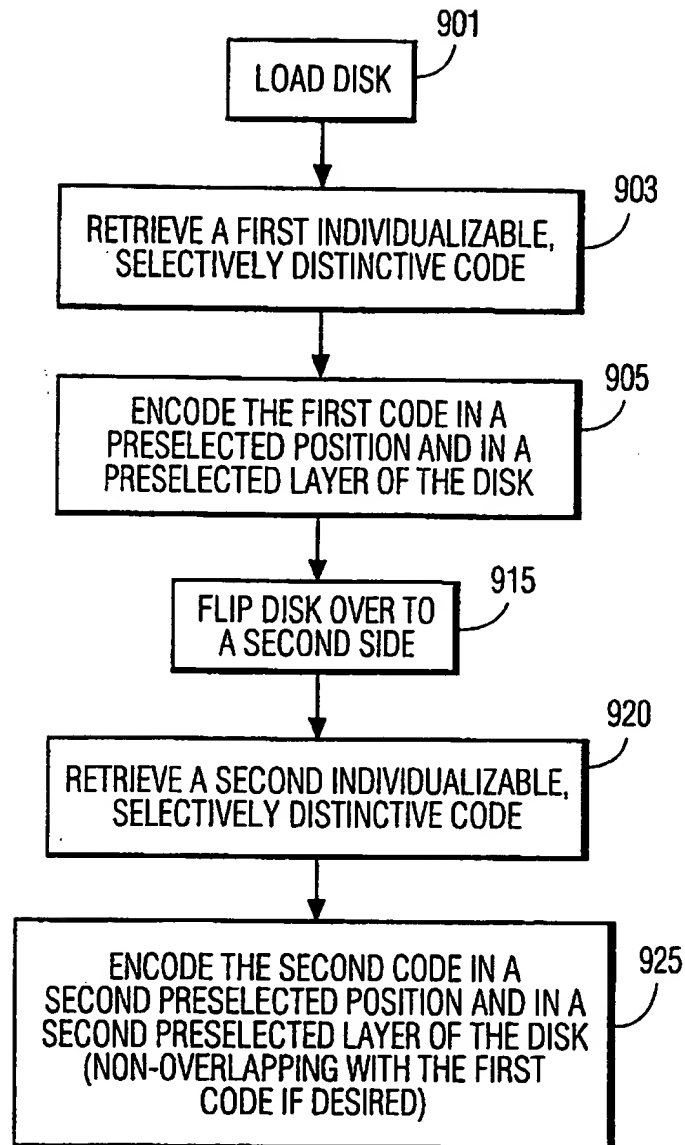 901
LOAD DISK
903
RETRIEVE A FIRST INDIVIDUALIZABLE,
SELECTIVELY DISTINCTIVE CODE
905
ENCODE THE FIRST CODE IN A
PRESELECTED POSITION AND IN A
PRESELECTED LAYER OF THE DISK
915
FLIP DISK OVER TO
A SECOND SIDE
920
RETRIEVE A SECOND INDIVIDUALIZABLE,
SELECTIVELY DISTINCTIVE CODE
925
ENCODE THE SECOND CODE IN A
SECOND PRESELECTED POSITION AND IN A
SECOND PRESELECTED LAYER OF THE DISK
(NON-OVERLAPPING WITH THE FIRST
CODE IF DESIRED)